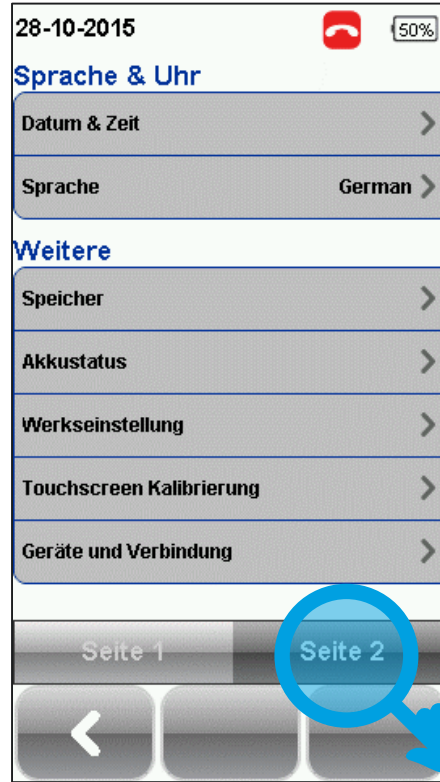 28-10-2015 50%
Sprache & Uhr
Datum & Zeit
Sprache German
Weitere
Speicher
Akkustatus
Werkseinstellung
Touchscreen Kalibrierung
Geräte und Verbindung
Seite 1 Seite 2